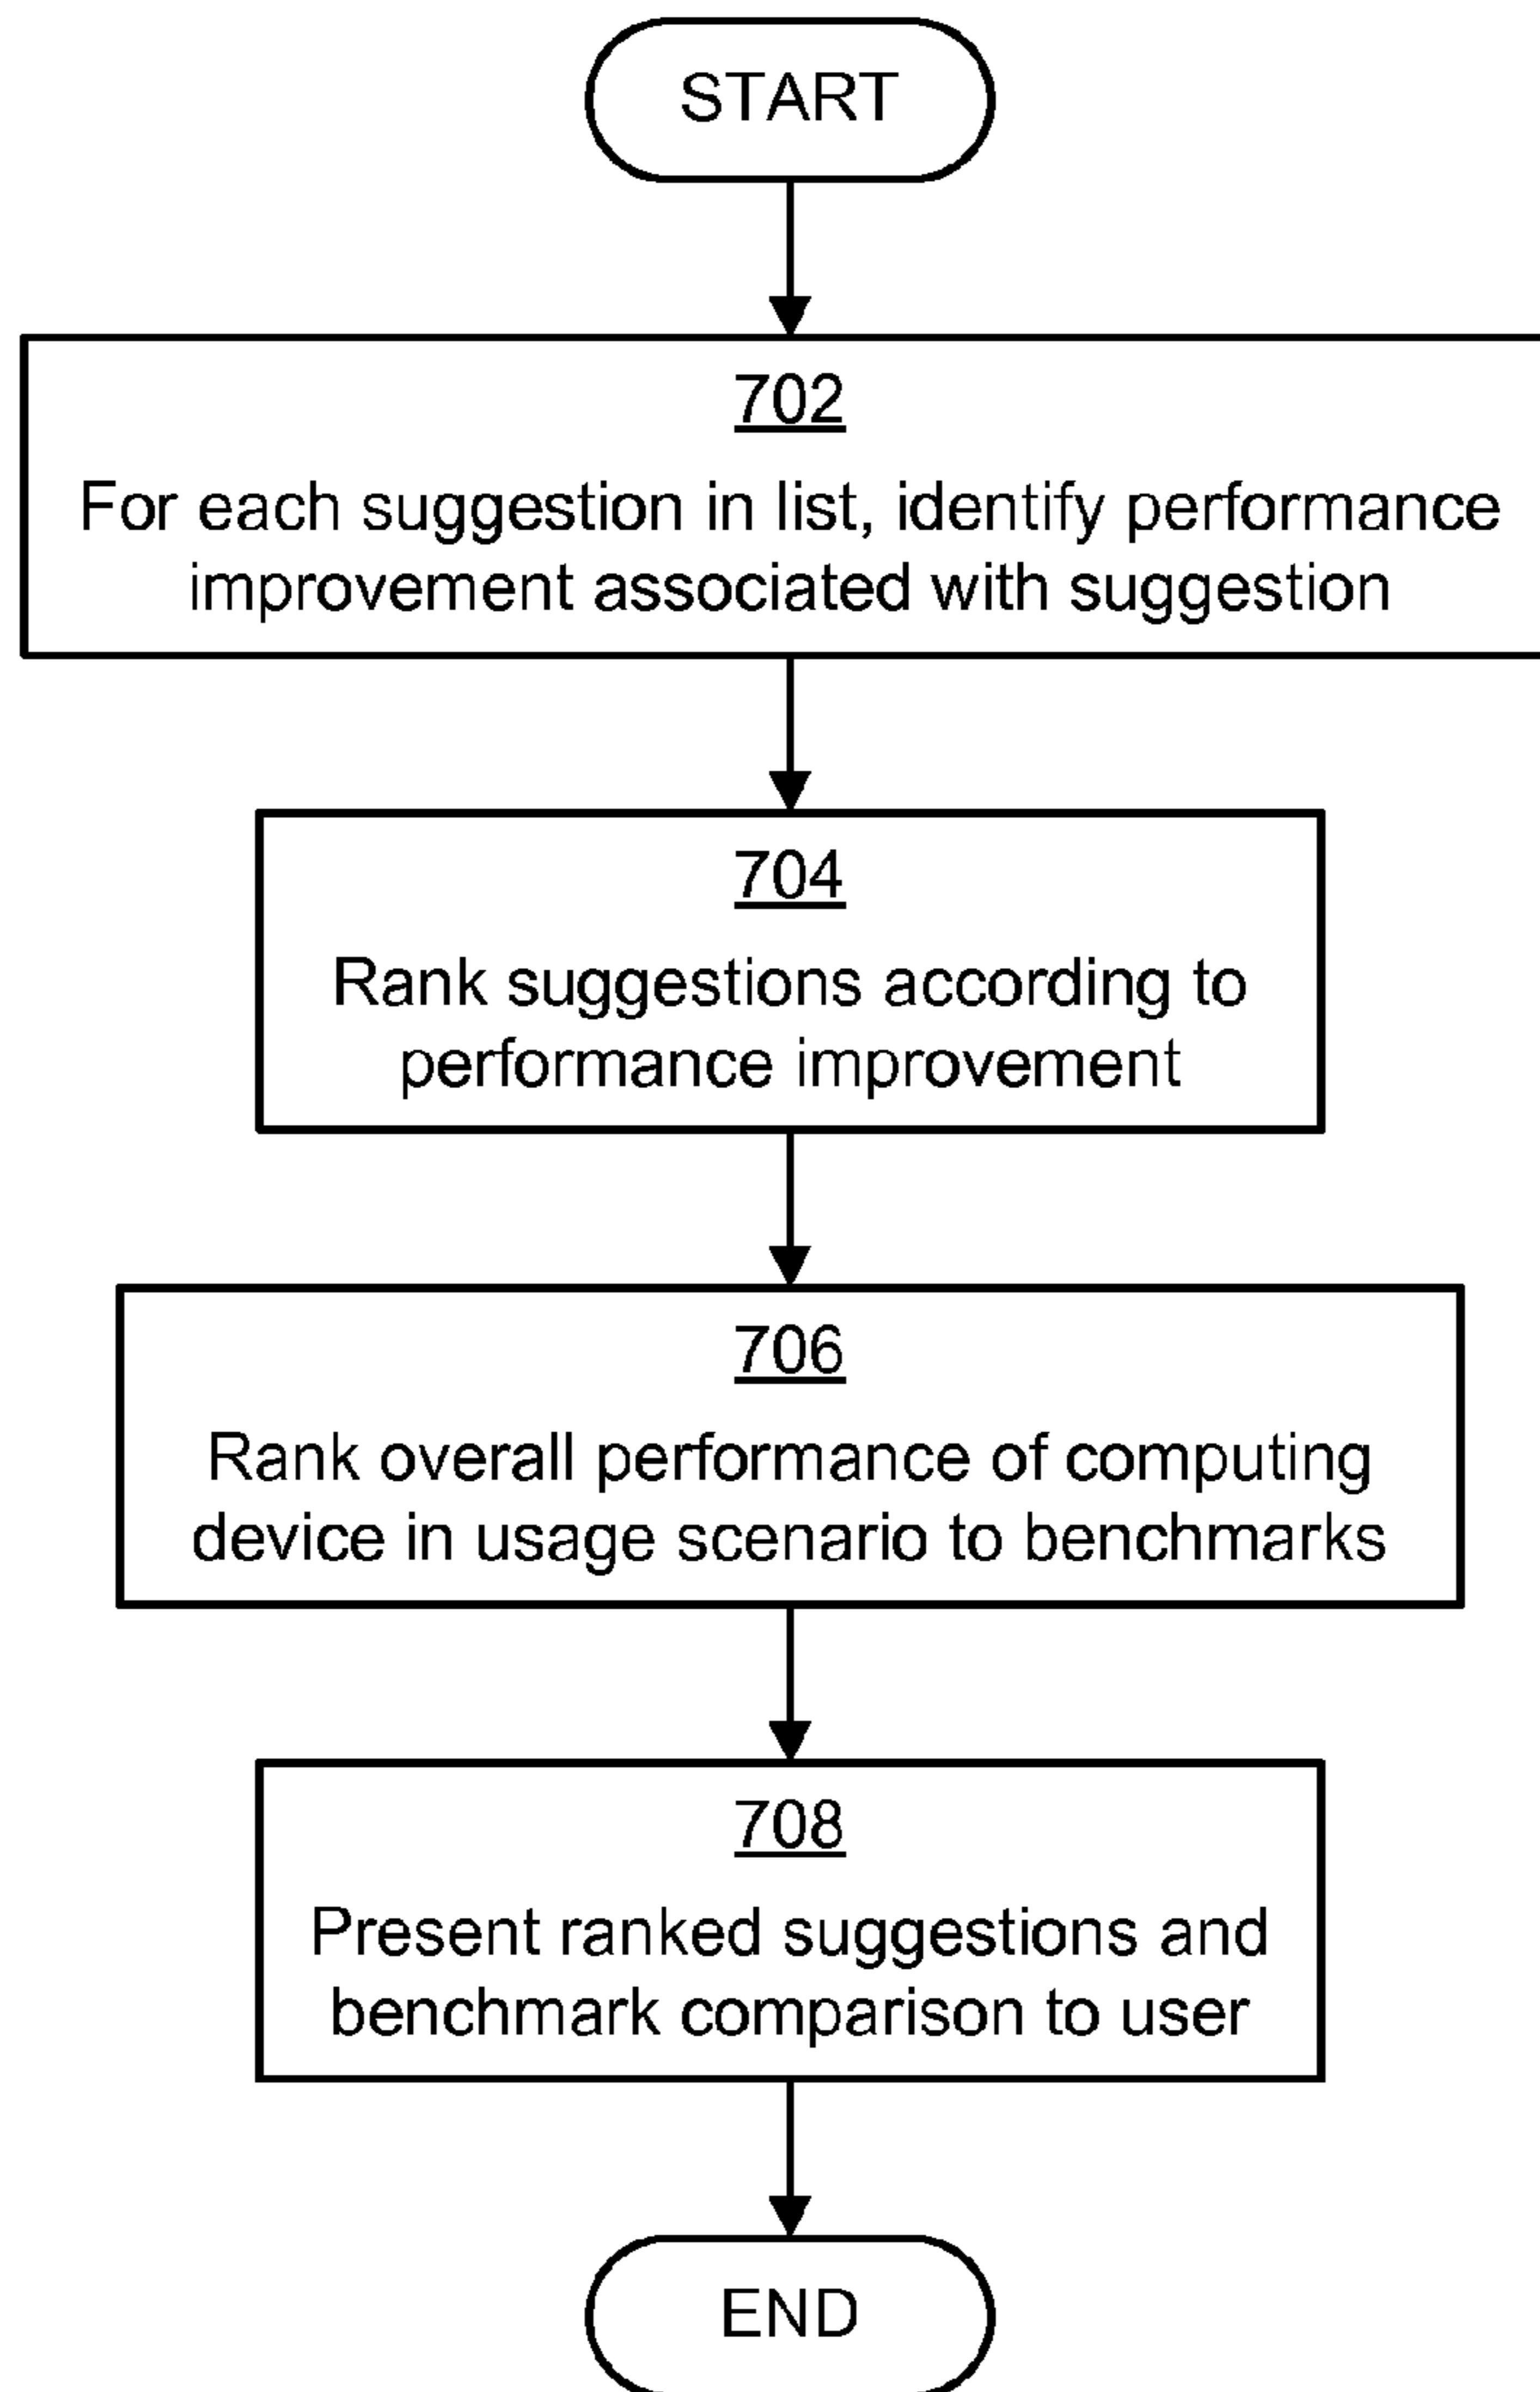 START
702
For each suggestion in list, identify performance
improvement associated with suggestion
704
Rank suggestions according to
performance improvement
706
Rank overall performance of computing
device in usage scenario to benchmarks
708
Present ranked suggestions and
benchmark comparison to user
END